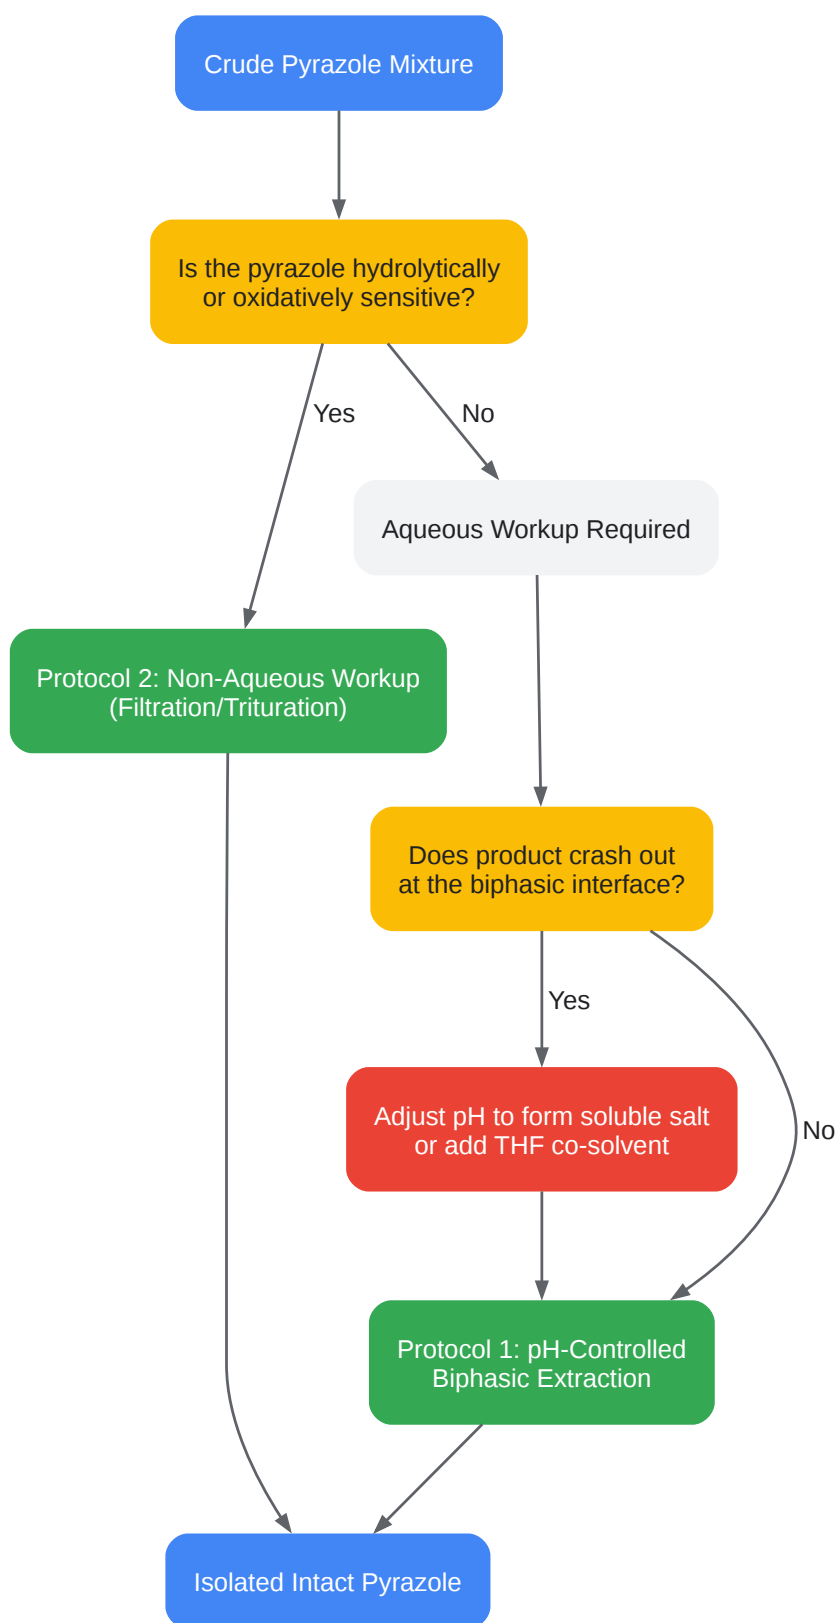 Crude Pyrazole Mixture
Is the pyrazole hydrolytically
or oxidatively sensitive?
Yes
No
Aqueous Workup Required
Protocol 2: Non-Aqueous Workup
(Filtration/Trituration)
Does product crash out
at the biphasic interface?
Yes
Adjust pH to form soluble salt
or add THF co-solvent
No
Protocol 1: pH-Controlled
Biphasic Extraction
Isolated Intact Pyrazole